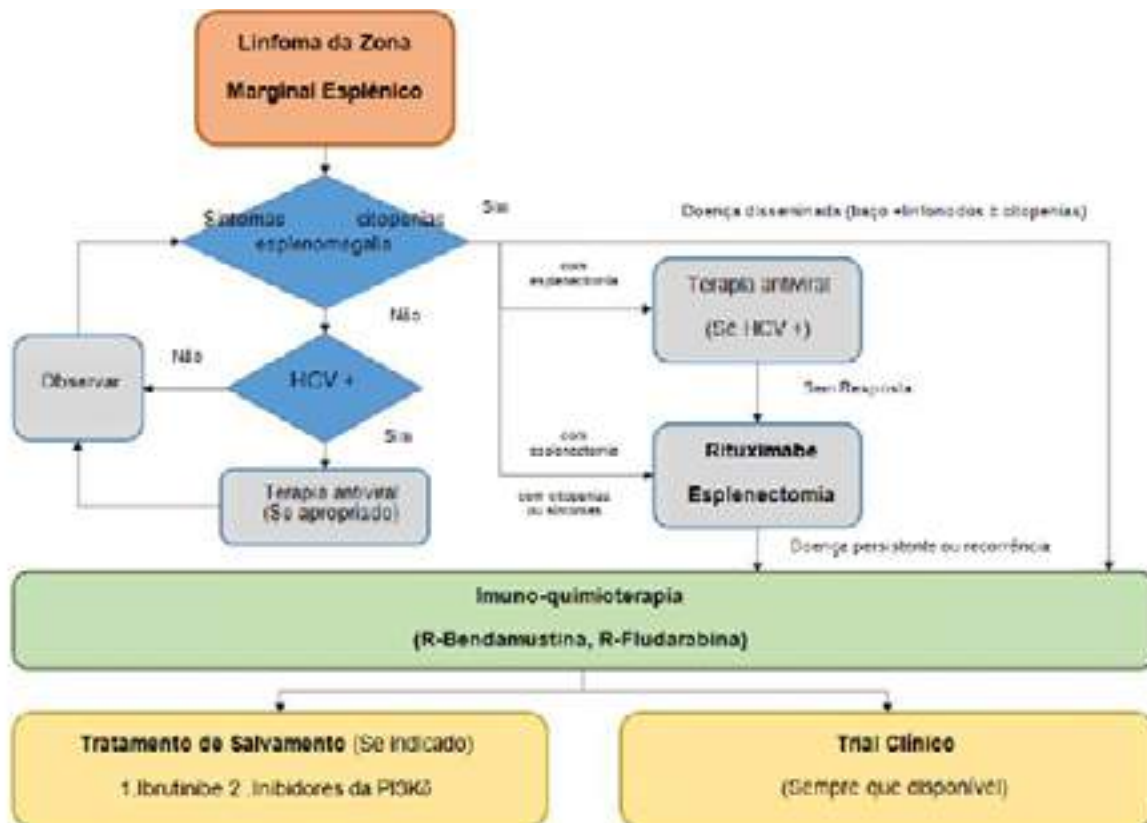 Linfoma da Zona
Marginal Esplênico
Sintomas citopenias
esplenomegalia
Sim
Doença disseminada (baço +linfonodos ± citopenias)
com
esplenectomia
Terapia antiviral
(Se HCV +)
Não
Não
Observar
HCV +
Sem Resposta
Sim
com
esplenectomia
Rituximabe
Esplenectomia
Terapia antiviral
(Se apropriado)
com citopenias
ou sintomas
Doença persistente ou recorrência
Imuno-quimioterapia
(R-Bendamustina, R-Fludarabina)
Tratamento de Salvamento (Se indicado)
1.Ibrutinibe 2 .Inibidores da PI3Kδ
Trial Clínico
(Sempre que disponível)